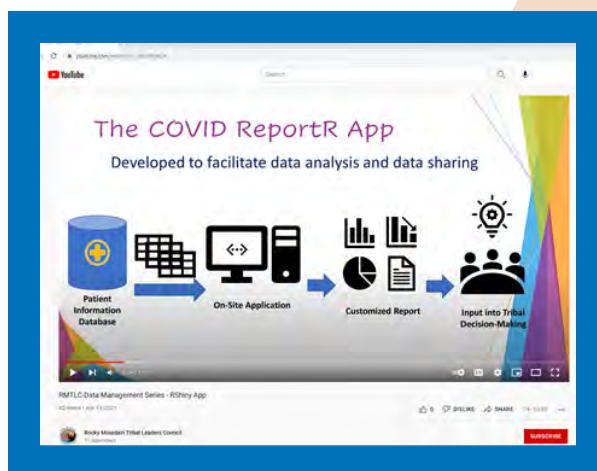 YouTube
Search
The COVID ReportR App
Developed to facilitate data analysis and data sharing
Patient
Information
Database
On-Site Application
Customized Report
Input into Tribal
Decision-Making
RMTLC Data Management Series - RShiny App
0
DISLIKE
SHARE
Rocky Mountain Tribal Leaders Council
SUBSCRIBE